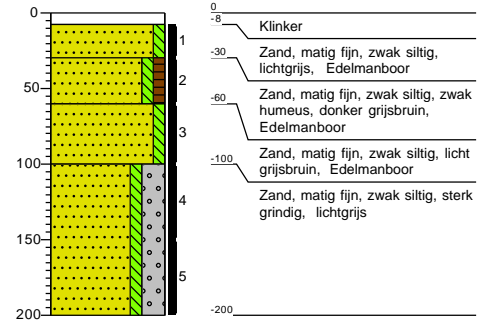 0
50
100
150
200
1
2
3
4
5
0
-8
Klinker
-30
Zand, matig fijn, zwak siltig,
lichtgrijs, Edelmanboor
-60
Zand, matig fijn, zwak siltig, zwak
humeus, donker grijsbruin,
Edelmanboor
-100
Zand, matig fijn, zwak siltig, licht
grijsbruin, Edelmanboor
Zand, matig fijn, zwak siltig, sterk
grindig, lichtgrijs
-200